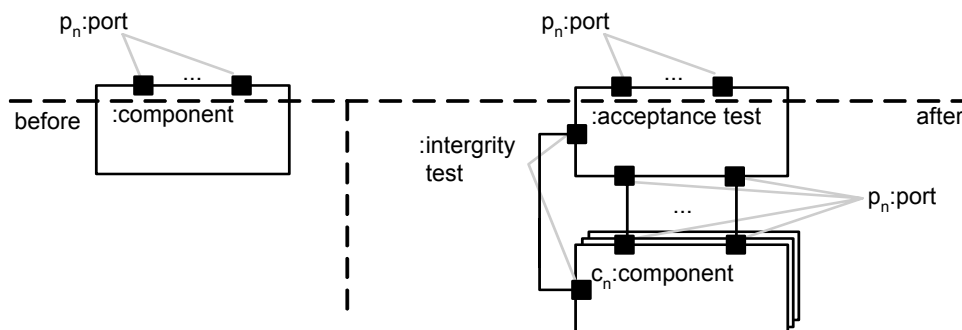 pn:port
...
before
:component
pn:port
...
:acceptance test
after
:intergrity
test
pn:port
...
cn:component